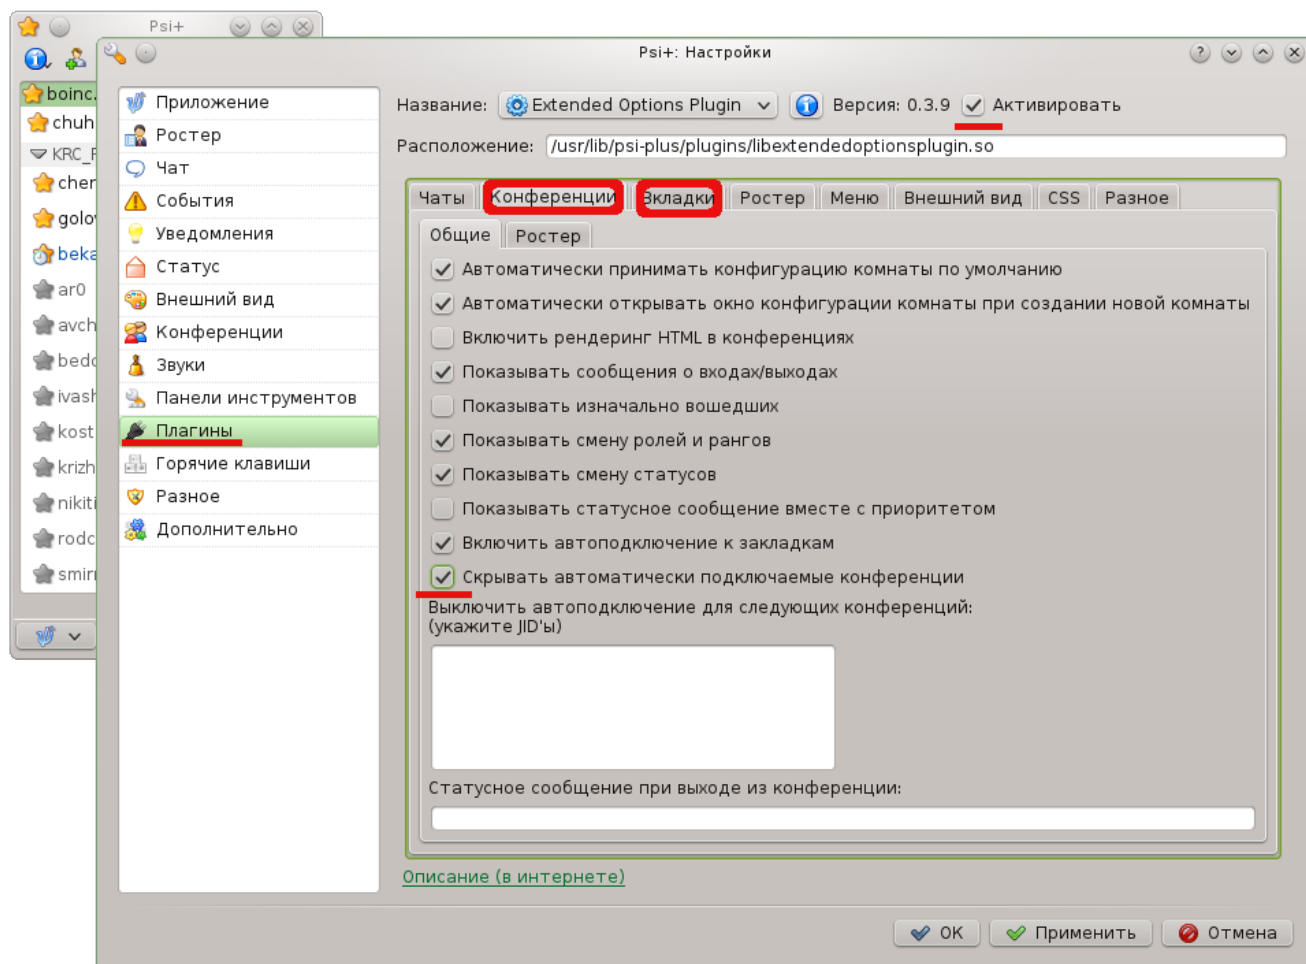 Psi+
Psi+: Настройки
boinc.
chuh
KRC_F
cher
golov
beka
ar0
avch
bedo
ivash
kost
krizh
nikiti
rodc
smirn
Приложение
Ростер
Чат
События
Уведомления
Статус
Внешний вид
Конференции
Звуки
Панели инструментов
Плагины
Горячие клавиши
Разное
Дополнительно
Название: Extended Options Plugin Версия: 0.3.9 Активировать
Расположение: /usr/lib/psi-plus/plugins/libextendedoptionsplugin.so
Чаты Конференции Вкладки Ростер Меню Внешний вид CSS Разное
Общие Ростер
Автоматически принимать конфигурацию комнаты по умолчанию
Автоматически открывать окно конфигурации комнаты при создании новой комнаты
Включить рендеринг HTML в конференциях
Показывать сообщения о входах/выходах
Показывать изначально вошедших
Показывать смену ролей и рангов
Показывать смену статусов
Показывать статусное сообщение вместе с приоритетом
Включить автоподключение к закладкам
Скрывать автоматически подключаемые конференции
Выключить автоподключение для следующих конференций:
(укажите JID'ы)
Статусное сообщение при выходе из конференции:
Описание (в интернете)
OK Применить Отмена